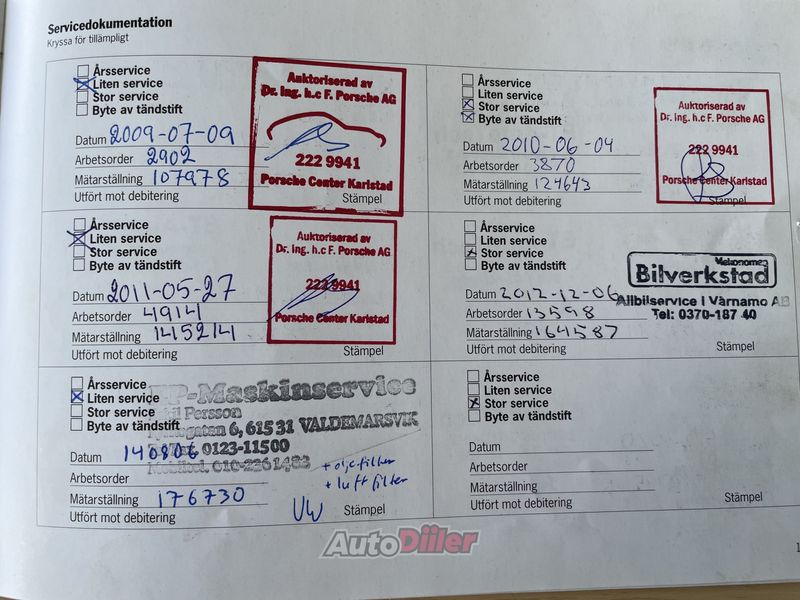 Servicedokumentation
Kryssa för tillämpligt
Årsservice
Liten service
Stor service
Byte av tändstift
Datum 2009-07-09
Arbetsorder 2902
Mätarställning 107978
Utfört mot debitering
Stämpel
Auktoriserad av
Dr. Ing. h.c F. Porsche AG
222 9941
Porsche Center Karlstad
Årsservice
Liten service
Stor service
Byte av tändstift
Datum 2010-06-04
Arbetsorder 3870
Mätarställning 124643
Utfört mot debitering
Stämpel
Auktoriserad av
Dr. Ing. h.c F. Porsche AG
222 9941
Porsche Center Karlstad
Årsservice
Liten service
Stor service
Byte av tändstift
Datum 2011-05-27
Arbetsorder 4914
Mätarställning 145214
Utfört mot debitering
Stämpel
Auktoriserad av
Dr. Ing. h.c F. Porsche AG
222 9941
Porsche Center Karlstad
Årsservice
Liten service
Stor service
Byte av tändstift
Datum 2012-12-06
Arbetsorder 13598
Mätarställning 164587
Utfört mot debitering
Stämpel
Mekonomen
Bilverkstad
Allbilservice i Värnamo AB
Tel: 0370-187 40
Årsservice
Liten service
Stor service
Byte av tändstift
Datum 140806
Arbetsorder
Mätarställning 176730
Utfört mot debitering
Stämpel
-Maskinservice
Persson
6, 615 31 VALDEMARSVIK
0123-11500
+ oljefilter
+ luftfilter
Årsservice
Liten service
Stor service
Byte av tändstift
Datum
Arbetsorder
Mätarställning
Utfört mot debitering
Stämpel
AutoDiiler